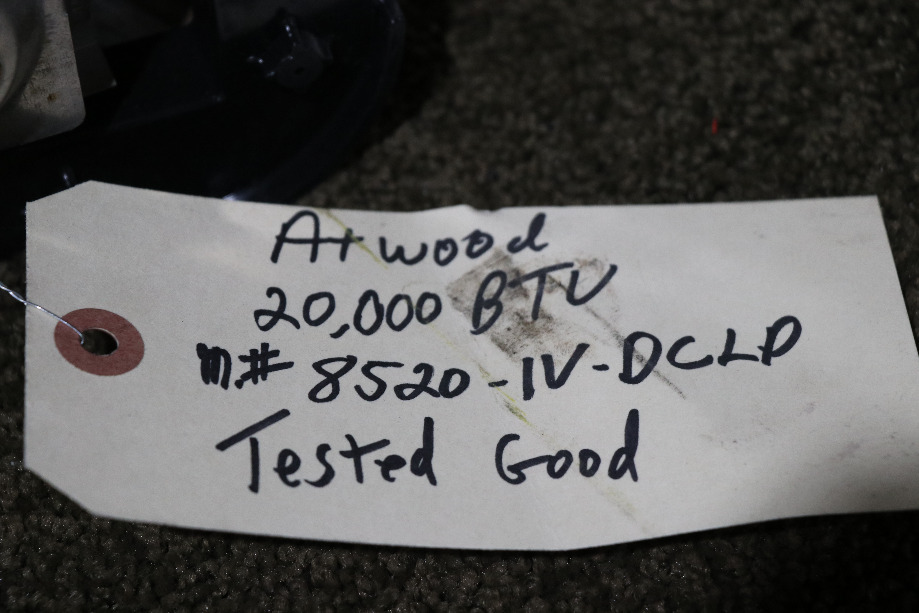 Atwood
20,000 BTU
M.# 8520-IV-DCLP
Tested Good